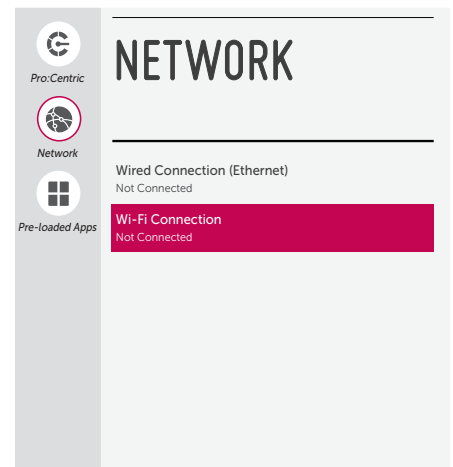 Pro:Centric
Network
Pre-loaded Apps
NETWORK
Wired Connection (Ethernet)
Not Connected
Wi-Fi Connection
Not Connected